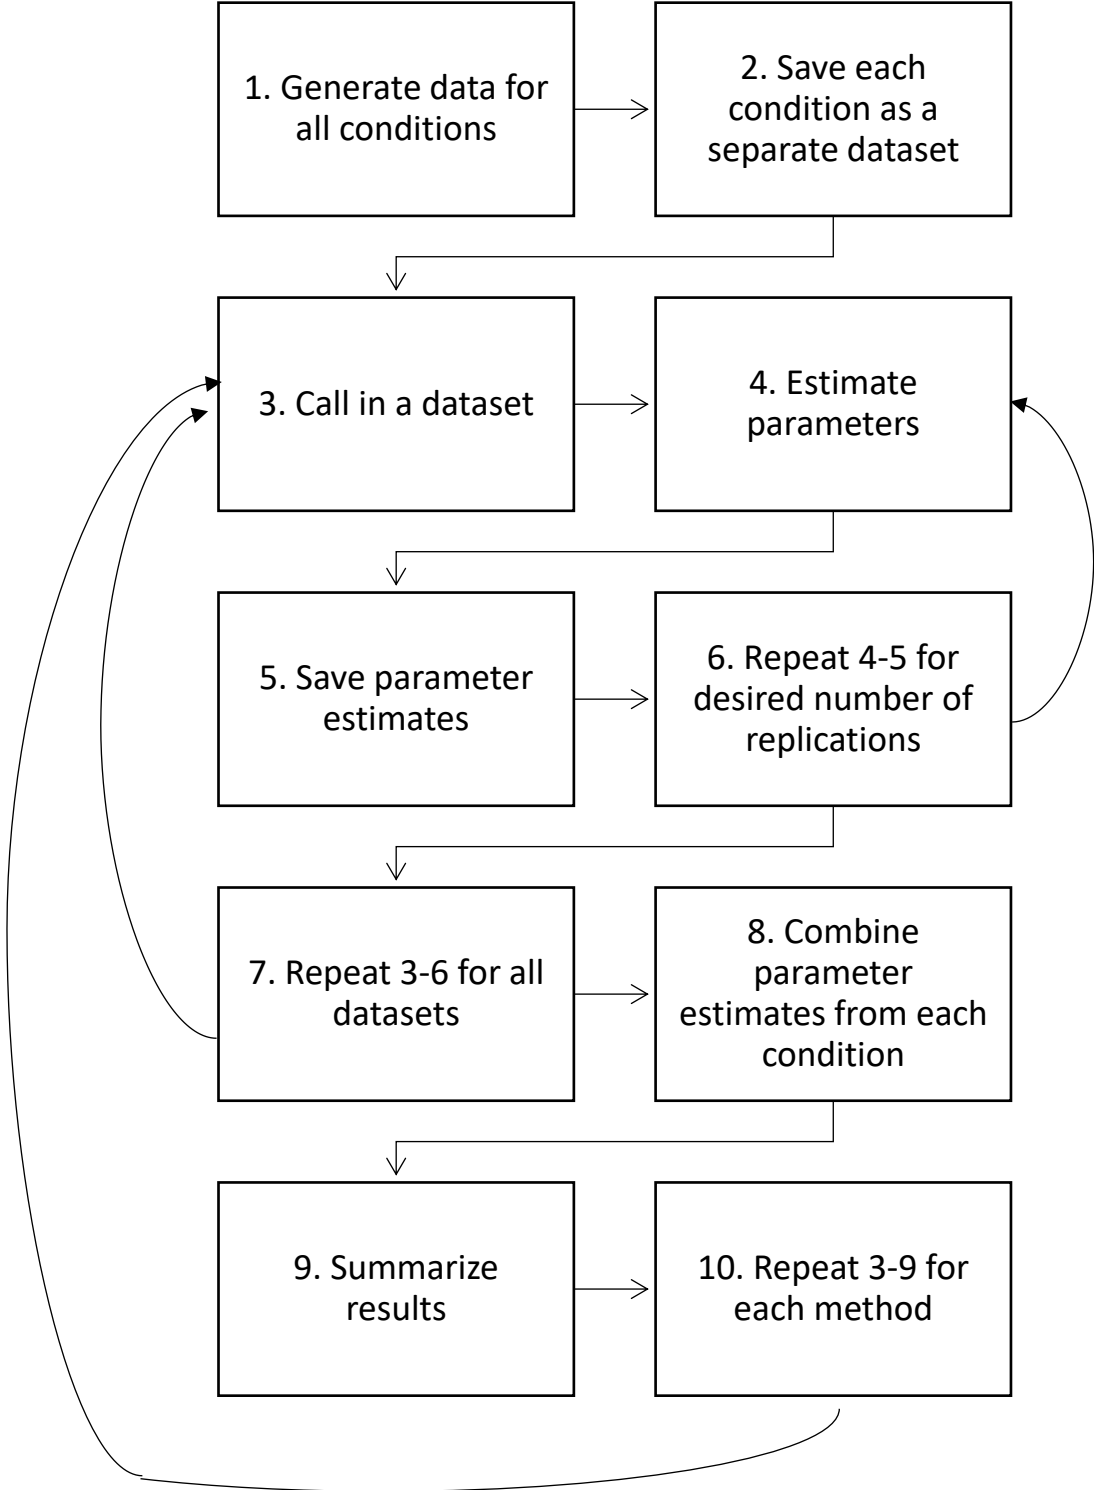 1. Generate data for
all conditions
2. Save each
condition as a
separate dataset
3. Call in a dataset
4. Estimate
parameters
5. Save parameter
estimates
6. Repeat 4-5 for
desired number of
replications
7. Repeat 3-6 for all
datasets
8. Combine
parameter
estimates from each
condition
9. Summarize
results
10. Repeat 3-9 for
each method